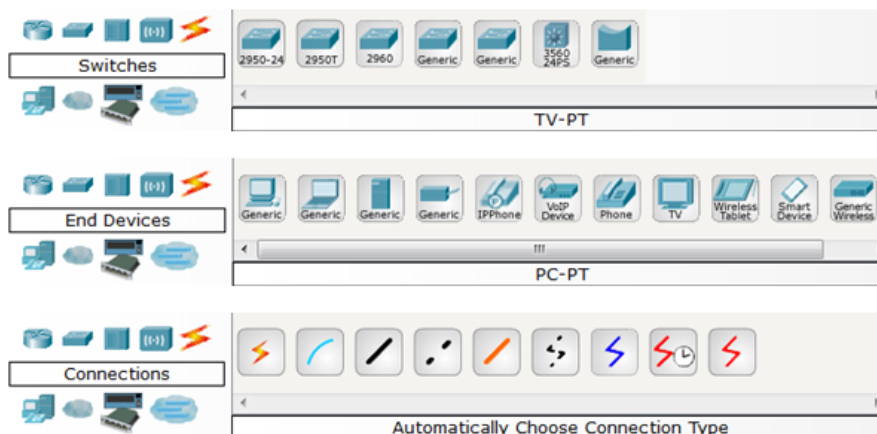 2950-24 2950T 2960 Generic Generic 3560 24PS Generic
Switches
TV-PT
Generic Generic Generic Generic IPPhone VoIP Device Phone TV Wireless Tablet Smart Device Generic Wireless
End Devices
PC-PT
Connections
Automatically Choose Connection Type